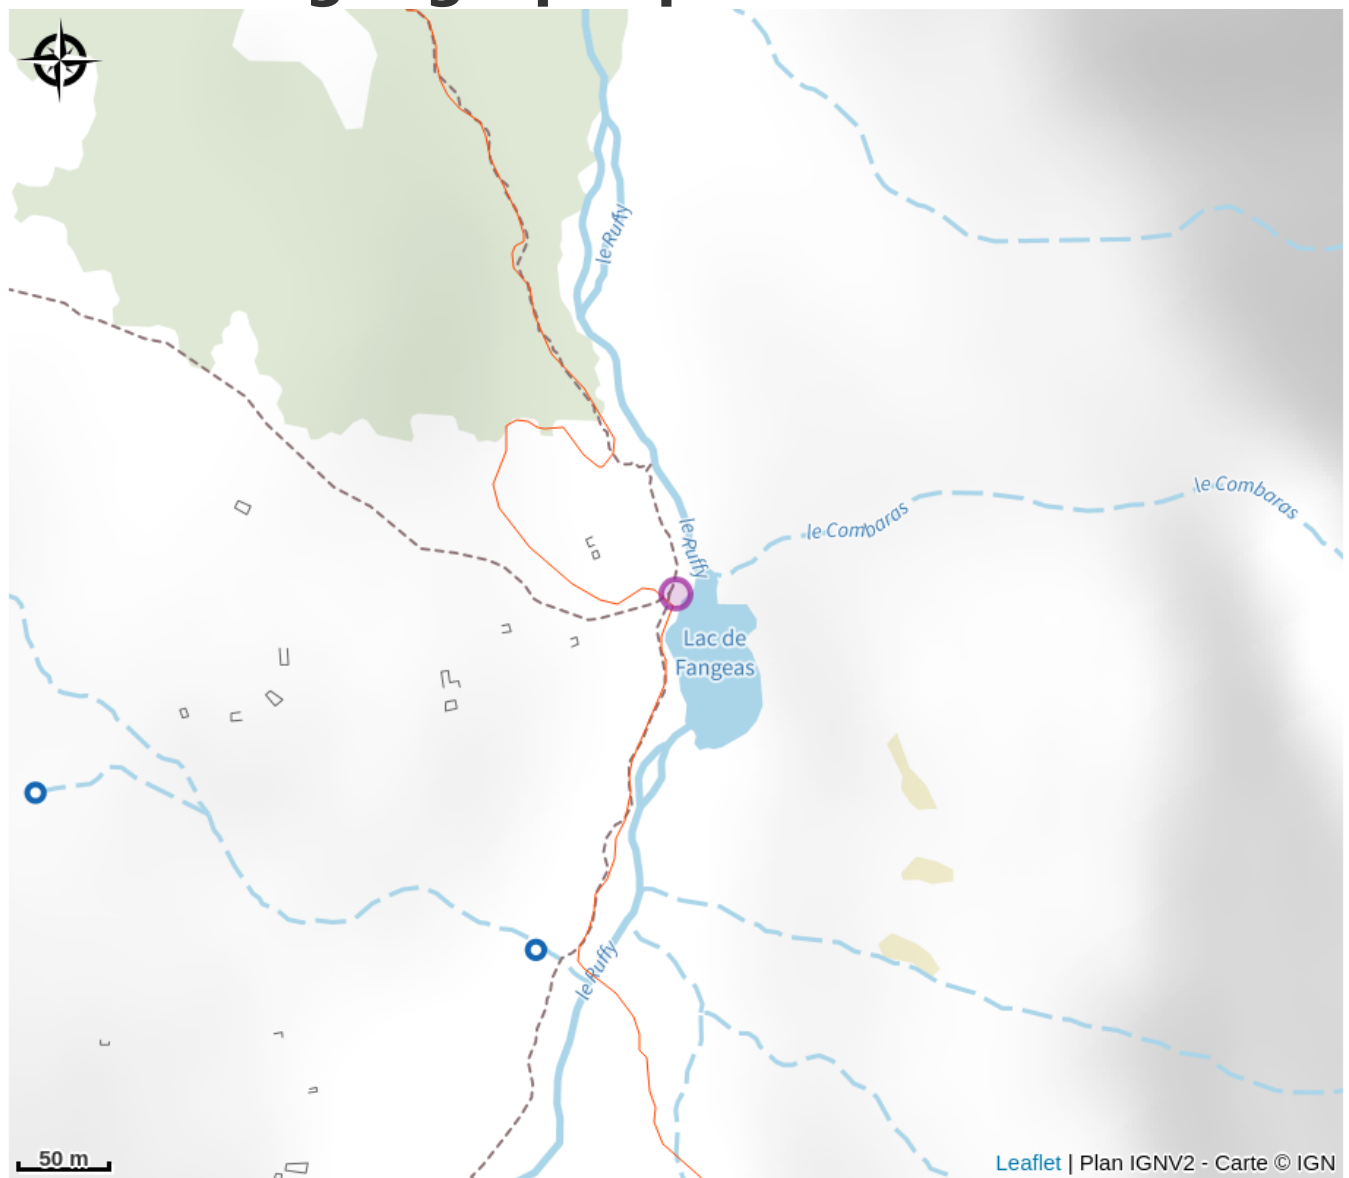 le Ruffy
le Combaras
le Combaras
le Ruffy
Lac de
Fangeas
le Ruffy
50 m
Leaflet | Plan IGNV2 - Carte © IGN